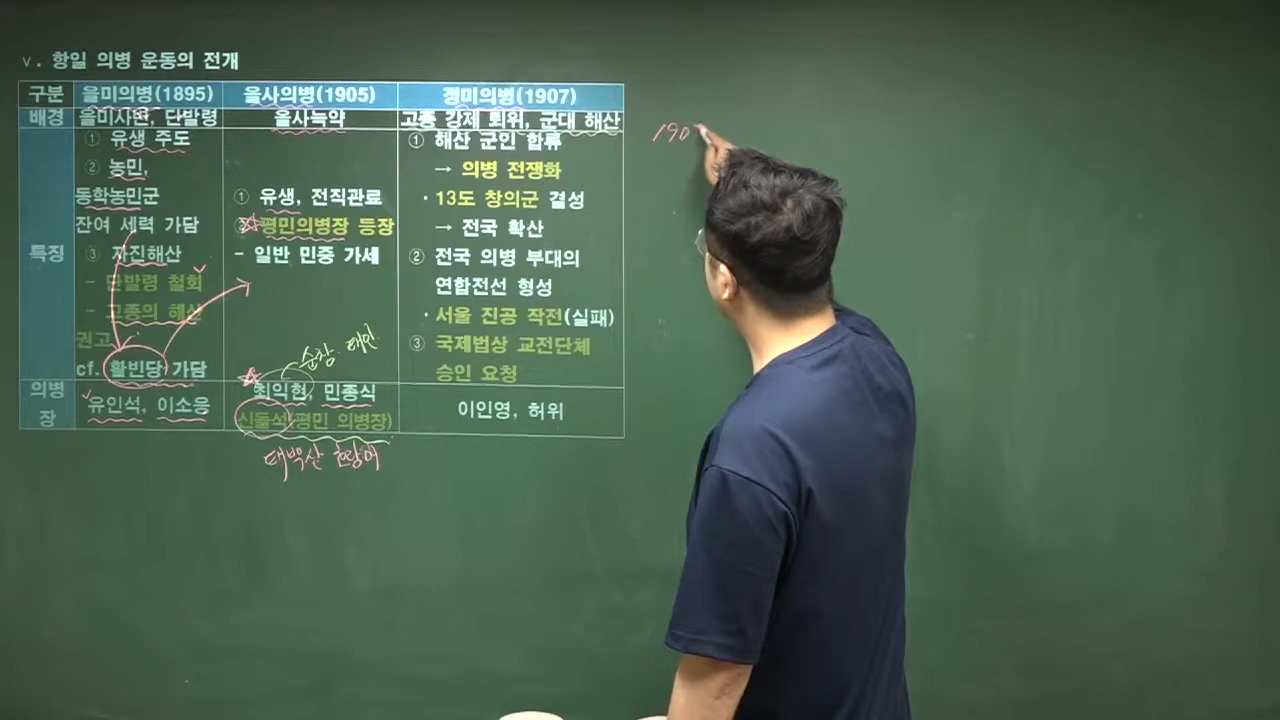 v. 항일 의병 운동의 전개
구분 을미의병(1895) 을사의병(1905) 정미의병(1907)
배경 을미사변, 단발령 을사늑약 고종 강제 퇴위, 군대 해산
특징
① 유생 주도
② 농민,
동학농민군
잔여 세력 가담
③ 자진해산
- 단발령 철회
- 고종의 해산
권고
cf. 활빈당 가담
① 유생, 전직관료
② 평민의병장 등장
- 일반 민중 가세
① 해산 군인 합류
→ 의병 전쟁화
· 13도 창의군 결성
→ 전국 확산
② 전국 의병 부대의
연합전선 형성
· 서울 진공 작전(실패)
③ 국제법상 교전단체
승인 요청
의병
장
유인석, 이소응
최익현, 민종식
신돌석(평민 의병장)
이인영, 허위
순창. 태인
태백산 호랑이
190